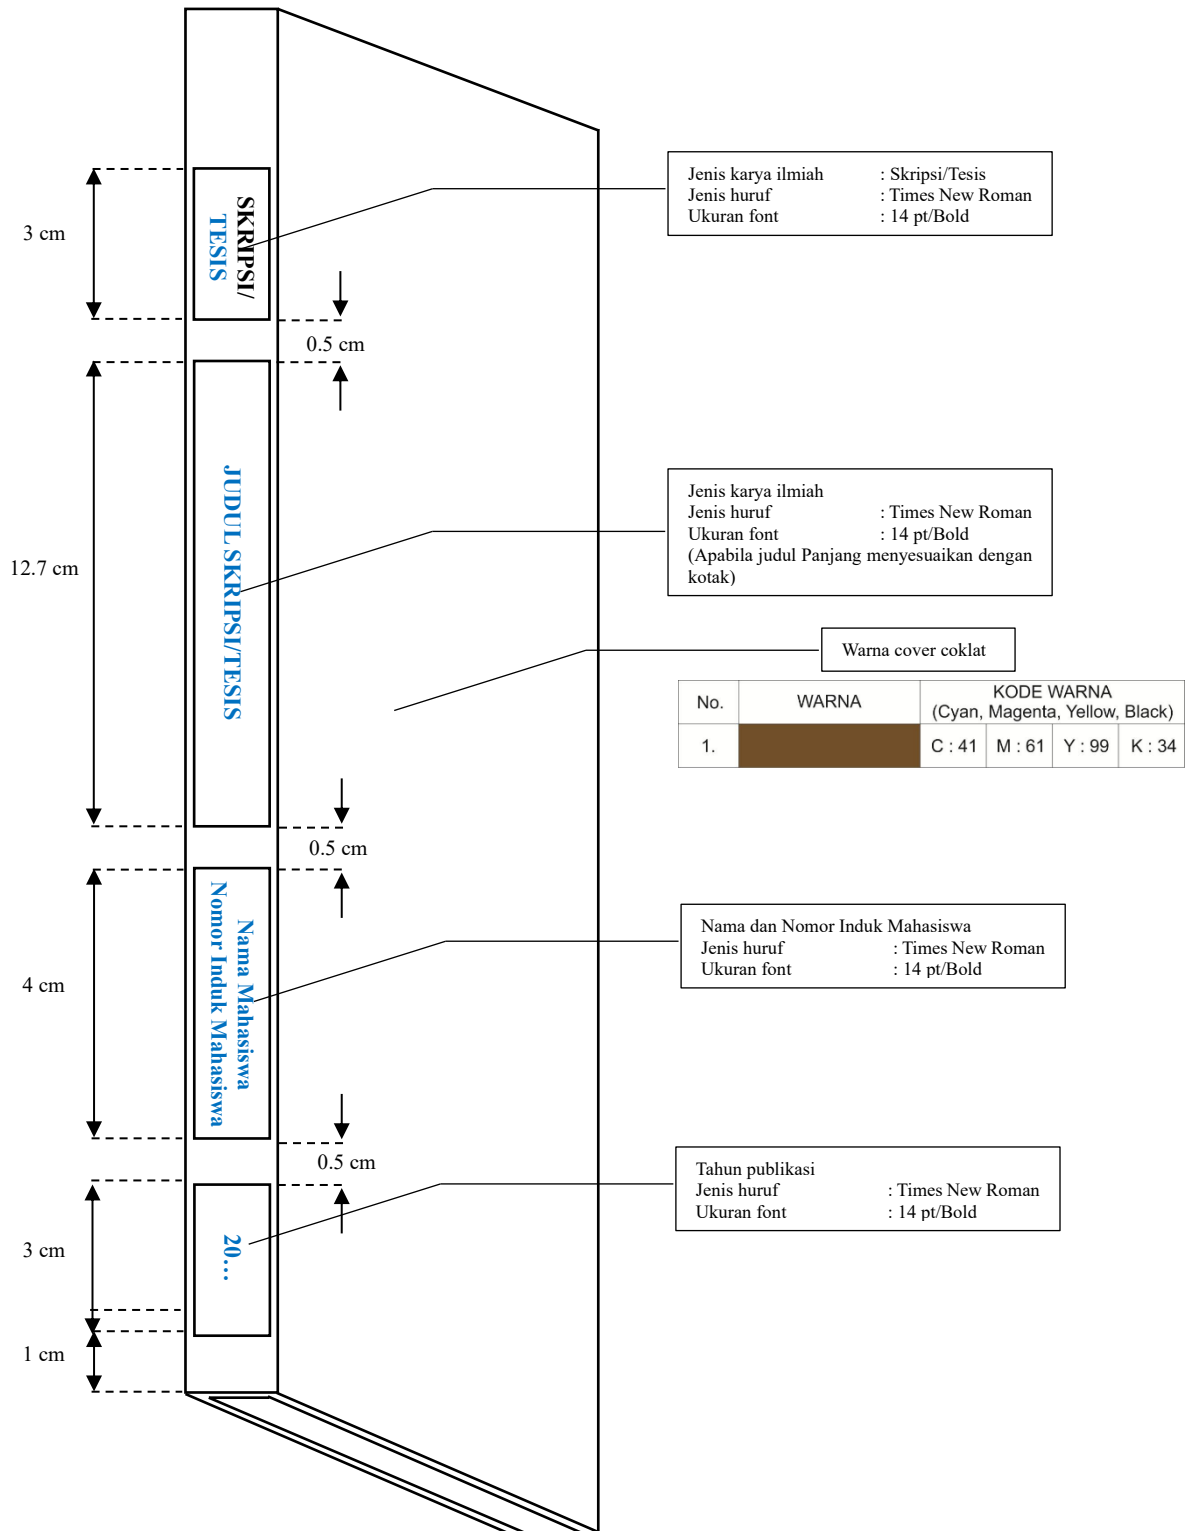 Jenis karya ilmiah : Skripsi/Tesis
Jenis huruf : Times New Roman
Ukuran font : 14 pt/Bold
SKRIPSI/
TESIS
3 cm
0.5 cm
Jenis karya ilmiah
Jenis huruf : Times New Roman
Ukuran font : 14 pt/Bold
(Apabila judul Panjang menyesuaikan dengan
kotak)
JUDUL SKRIPSI/TESIS
12.7 cm
Warna cover coklat
No. WARNA KODE WARNA
(Cyan, Magenta, Yellow, Black)
1. C : 41 M : 61 Y : 99 K : 34
0.5 cm
Nama Mahasiswa
Nomor Induk Mahasiswa
Nama dan Nomor Induk Mahasiswa
Jenis huruf : Times New Roman
Ukuran font : 14 pt/Bold
4 cm
0.5 cm
Tahun publikasi
Jenis huruf : Times New Roman
Ukuran font : 14 pt/Bold
20…
3 cm
1 cm